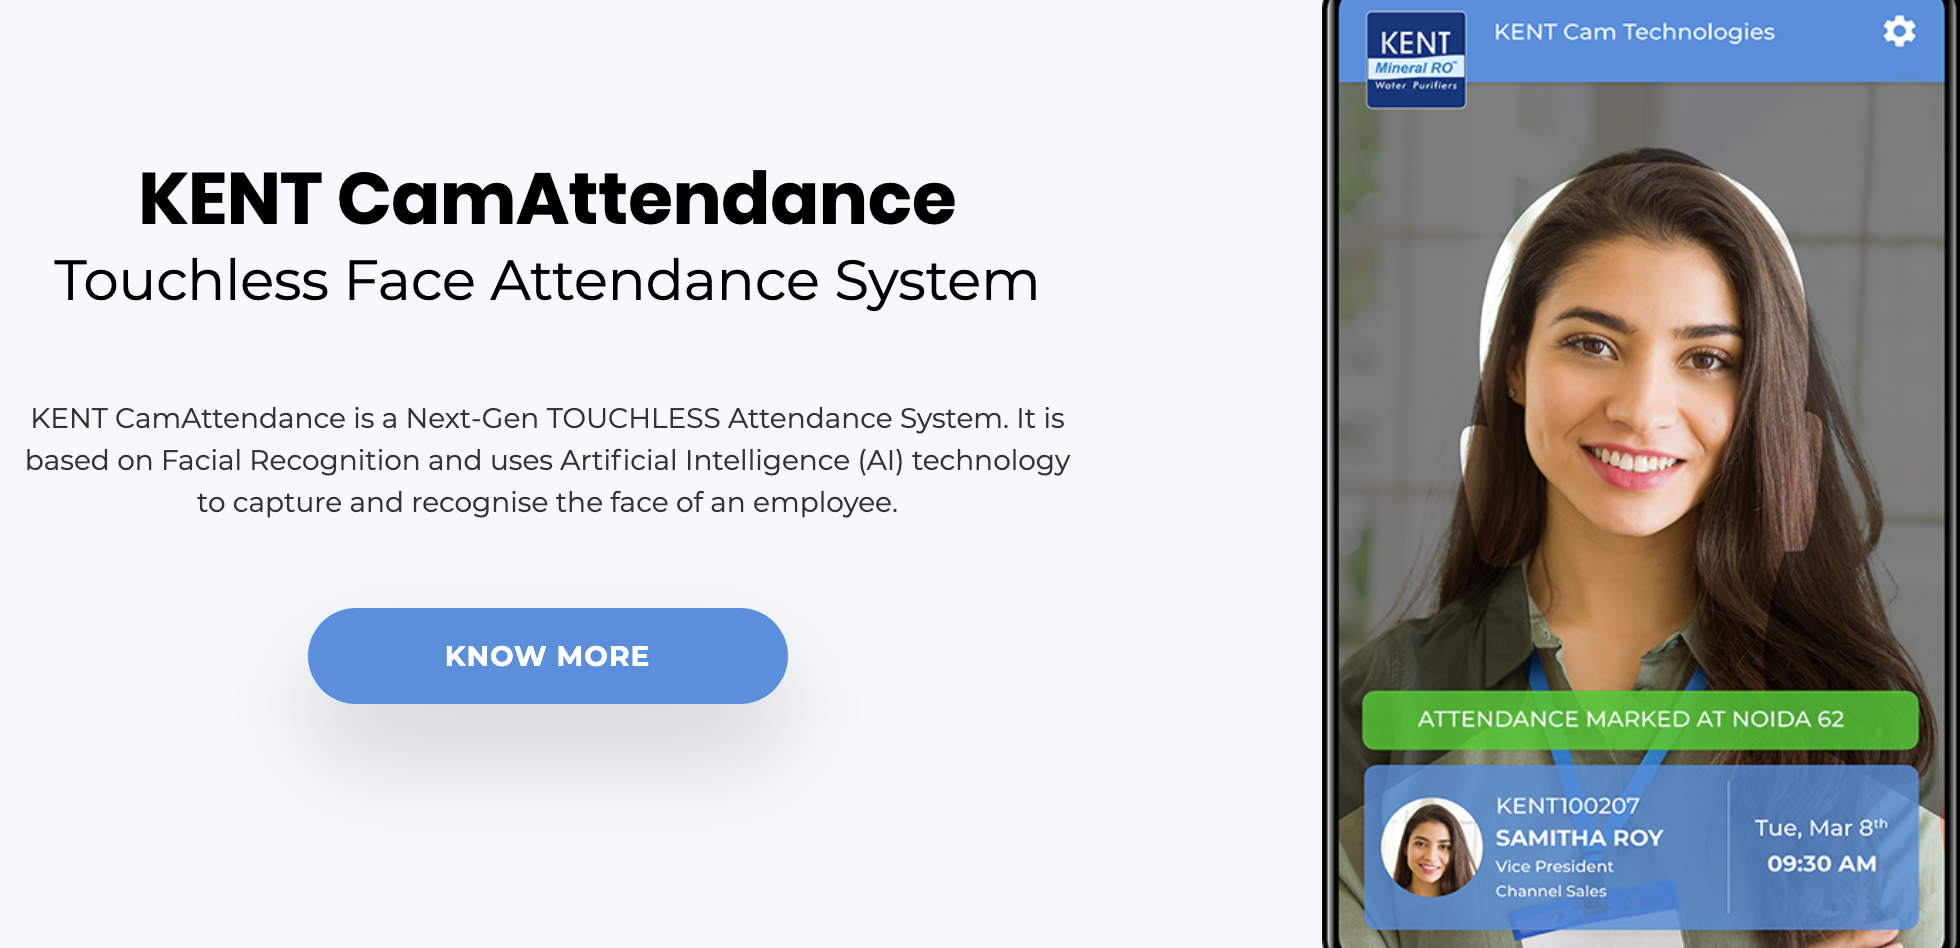 KENT CamAttendance
Touchless Face Attendance System
KENT CamAttendance is a Next-Gen TOUCHLESS Attendance System. It is
based on Facial Recognition and uses Artificial Intelligence (AI) technology
to capture and recognise the face of an employee.
KNOW MORE
KENT
Mineral RO™
Water Purifiers
KENT Cam Technologies
ATTENDANCE MARKED AT NOIDA 62
KENT100207
SAMITHA ROY
Vice President
Channel Sales
Tue, Mar 8th
09:30 AM